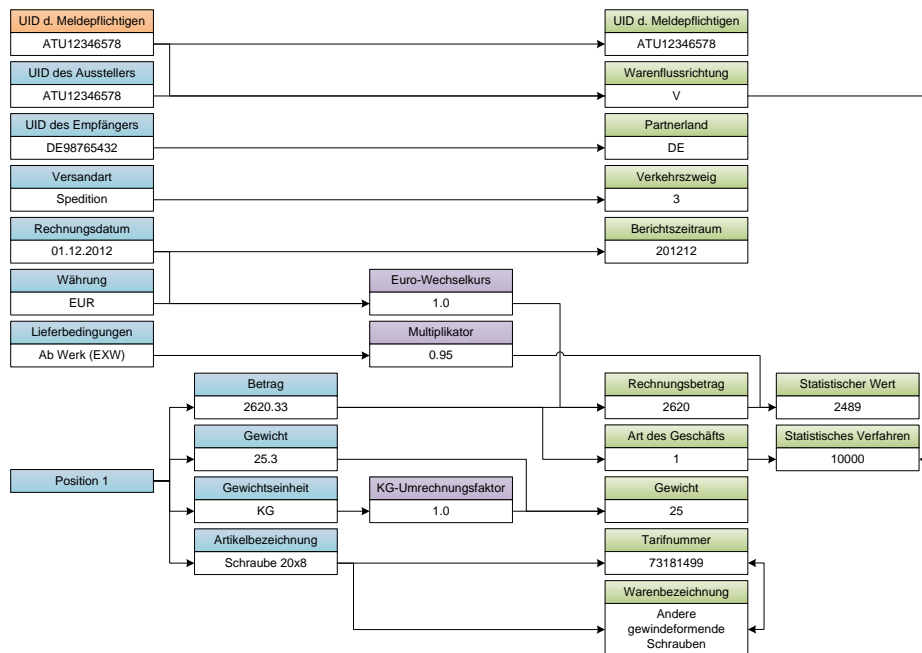 UID d. Meldepflichtigen
ATU12346578
UID d. Meldepflichtigen
ATU12346578
UID des Ausstellers
ATU12346578
Warenflussrichtung
V
UID des Empfängers
DE98765432
Partnerland
DE
Versandart
Spedition
Verkehrszweig
3
Rechnungsdatum
01.12.2012
Berichtszeitraum
201212
Währung
EUR
Euro-Wechselkurs
1.0
Lieferbedingungen
Ab Werk (EXW)
Multiplikator
0.95
Betrag
2620.33
Rechnungsbetrag
2620
Statistischer Wert
2489
Gewicht
25.3
Art des Geschäfts
1
Statistisches Verfahren
10000
Position 1
Gewichtseinheit
KG
KG-Umrechnungsfaktor
1.0
Gewicht
25
Artikelbezeichnung
Schraube 20x8
Tarifnummer
73181499
Warenbezeichnung
Andere
gewindeformende
Schrauben